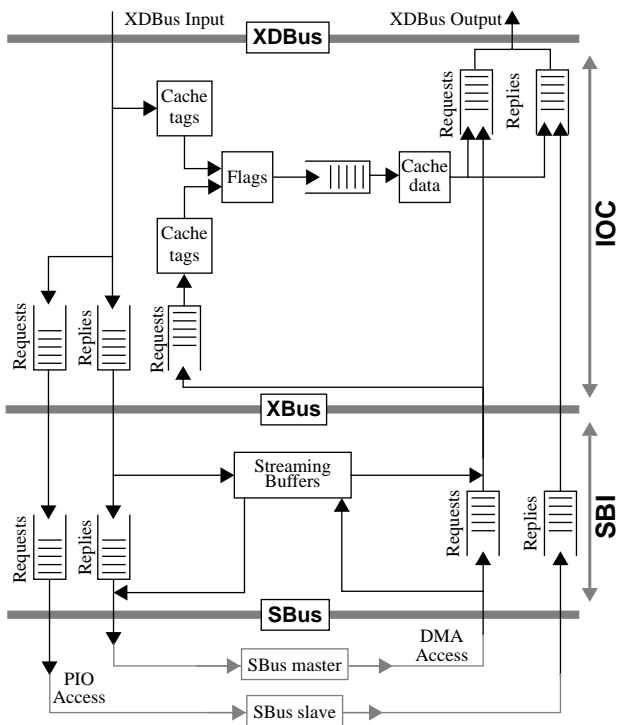 XDBus Input
XDBus Output
XDBus
Requests
Replies
Cache
tags
Flags
Cache
data
Cache
tags
IOC
Requests
Replies
Requests
XBus
Streaming
Buffers
Requests
Replies
Requests
Replies
SBI
SBus
DMA
Access
SBus master
PIO
Access
SBus slave